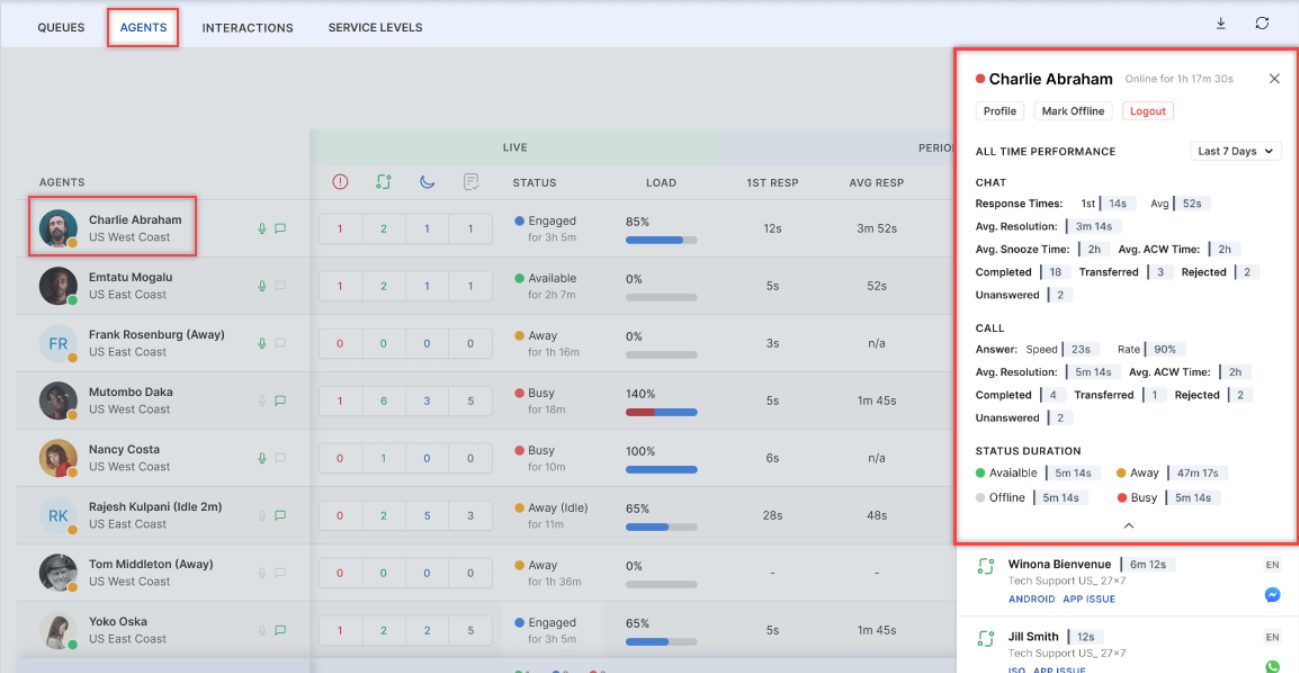 QUEUES AGENTS INTERACTIONS SERVICE LEVELS
LIVE PERIO
AGENTS STATUS LOAD 1ST RESP AVG RESP
Charlie Abraham
US West Coast
1 2 1 1
Engaged
for 3h 5m
85%
12s
3m 52s
Emtatu Mogalu
US East Coast
1 2 1 1
Available
for 2h 7m
0%
5s
52s
FR
Frank Rosenburg (Away)
US East Coast
0 0 0 0
Away
for 1h 16m
0%
3s
n/a
Mutombo Daka
US West Coast
1 6 3 5
Busy
for 18m
140%
5s
1m 45s
Nancy Costa
US West Coast
0 1 0 0
Busy
for 10m
100%
6s
n/a
RK
Rajesh Kulpani (Idle 2m)
US East Coast
0 2 5 3
Away (Idle)
for 11m
65%
28s
48s
Tom Middleton (Away)
US West Coast
0 0 0 0
Away
for 1h 36m
0%
-
-
Yoko Oska
US East Coast
1 2 2 5
Engaged
for 3h 5m
65%
5s
1m 45s
Charlie Abraham Online for 1h 17m 30s
Profile Mark Offline Logout
ALL TIME PERFORMANCE Last 7 Days
CHAT
Response Times: 1st 14s Avg 52s
Avg. Resolution: 3m 14s
Avg. Snooze Time: 2h Avg. ACW Time: 2h
Completed 18 Transferred 3 Rejected 2
Unanswered 2
CALL
Answer: Speed 23s Rate 90%
Avg. Resolution: 5m 14s Avg. ACW Time: 2h
Completed 4 Transferred 1 Rejected 2
Unanswered 2
STATUS DURATION
Avaialble 5m 14s Away 47m 17s
Offline 5m 14s Busy 5m 14s
Winona Bienvenue 6m 12s EN
Tech Support US_ 27x7
ANDROID APP ISSUE
Jill Smith 12s EN
Tech Support US_ 27x7
ISO APP ISSUE